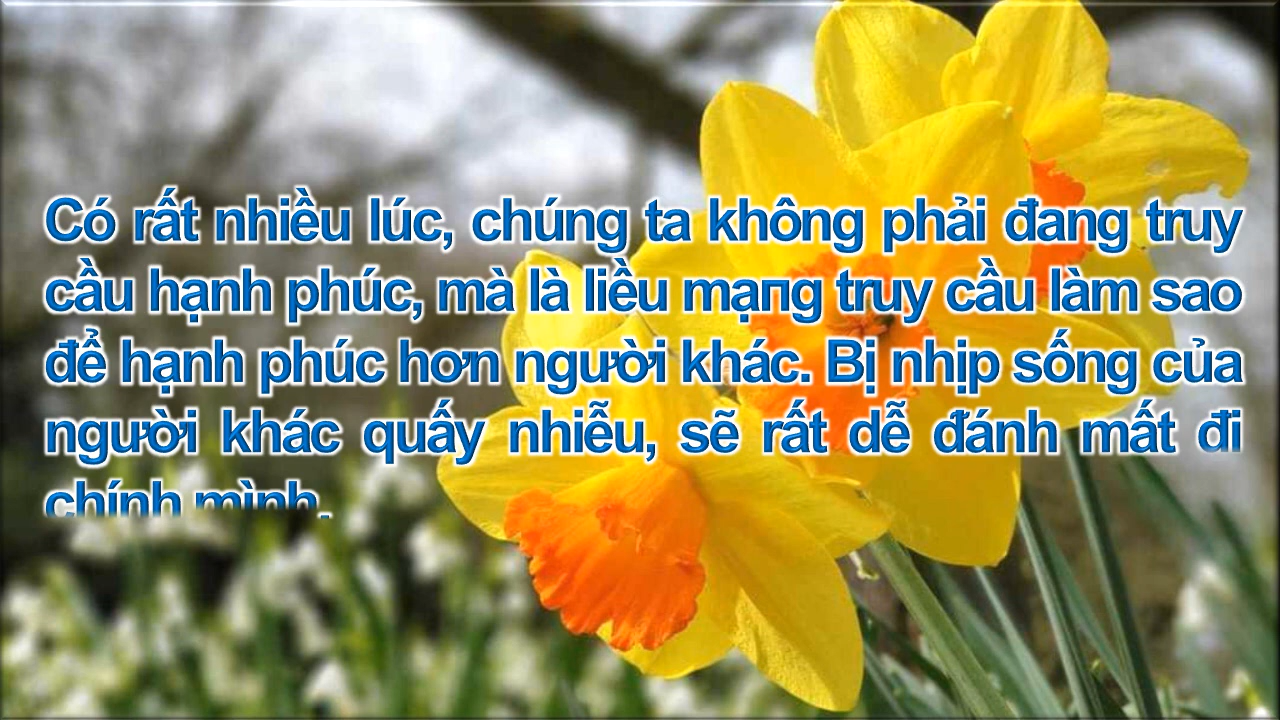 Có rất nhiều lúc, chúng ta không phải đang truy
cầu hạnh phúc, mà là liều mạng truy cầu làm sao
để hạnh phúc hơn người khác. Bị nhịp sống của
người khác quấy nhiễu, sẽ rất dễ đánh mất đi
chính mình.